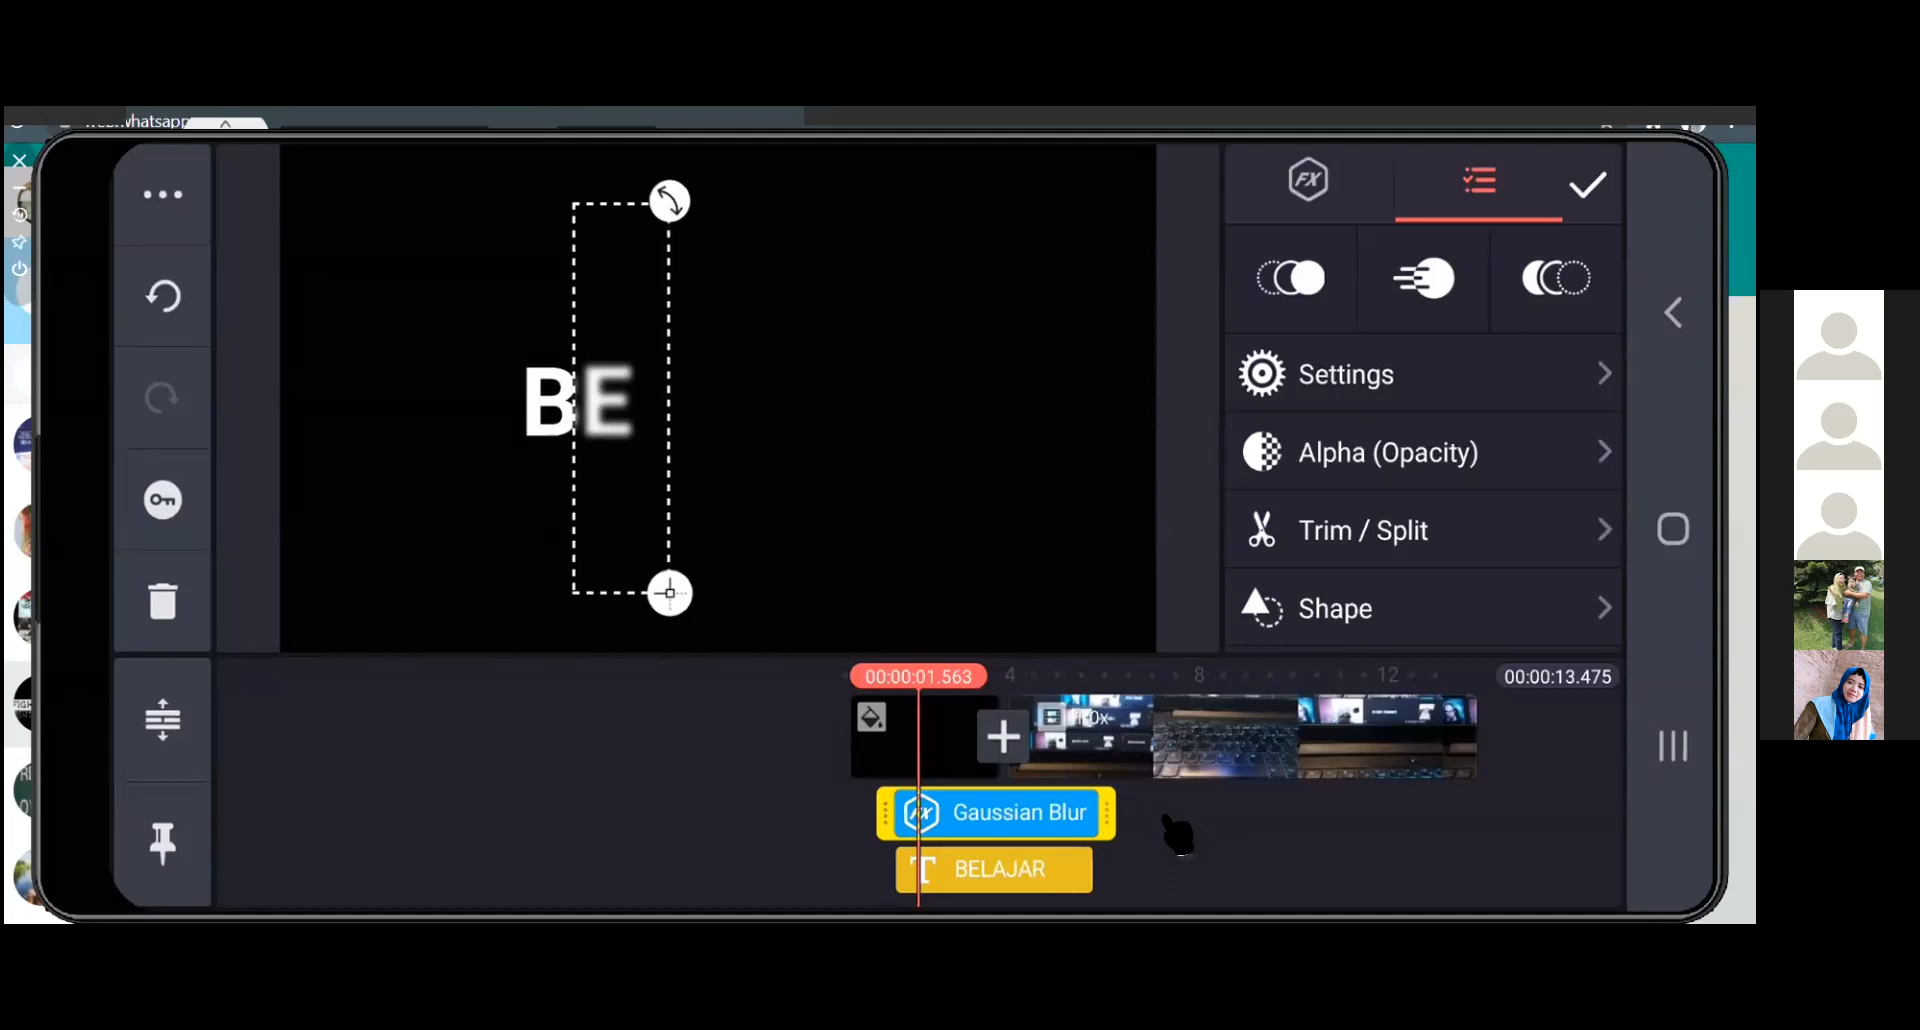 whatsapp
FX
Settings
BE
Alpha (Opacity)
Trim / Split
Shape
00:00:01.563
4
8
12
00:00:13.475
Gaussian Blur
T BELAJAR